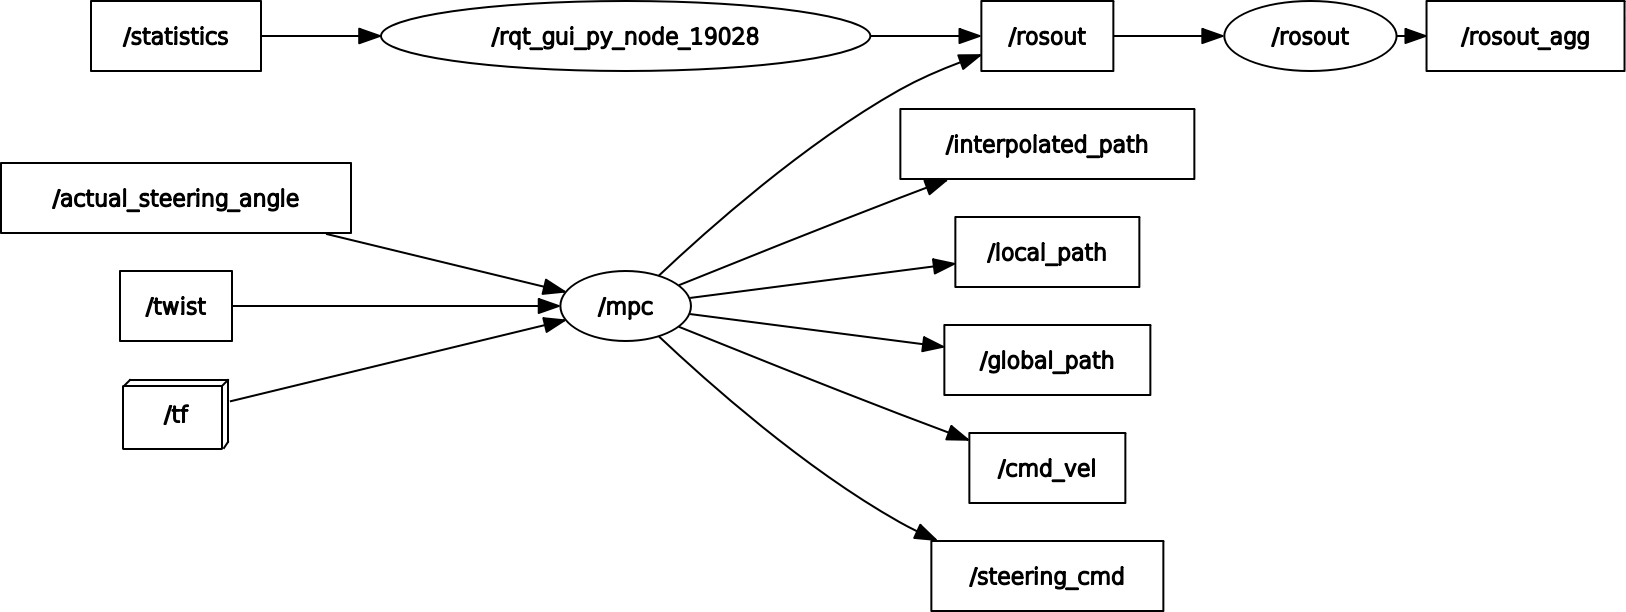 /statistics
/rqt_gui_py_node_19028
/rosout
/rosout
/rosout_agg
/interpolated_path
/actual_steering_angle
/local_path
/twist
/mpc
/global_path
/tf
/cmd_vel
/steering_cmd